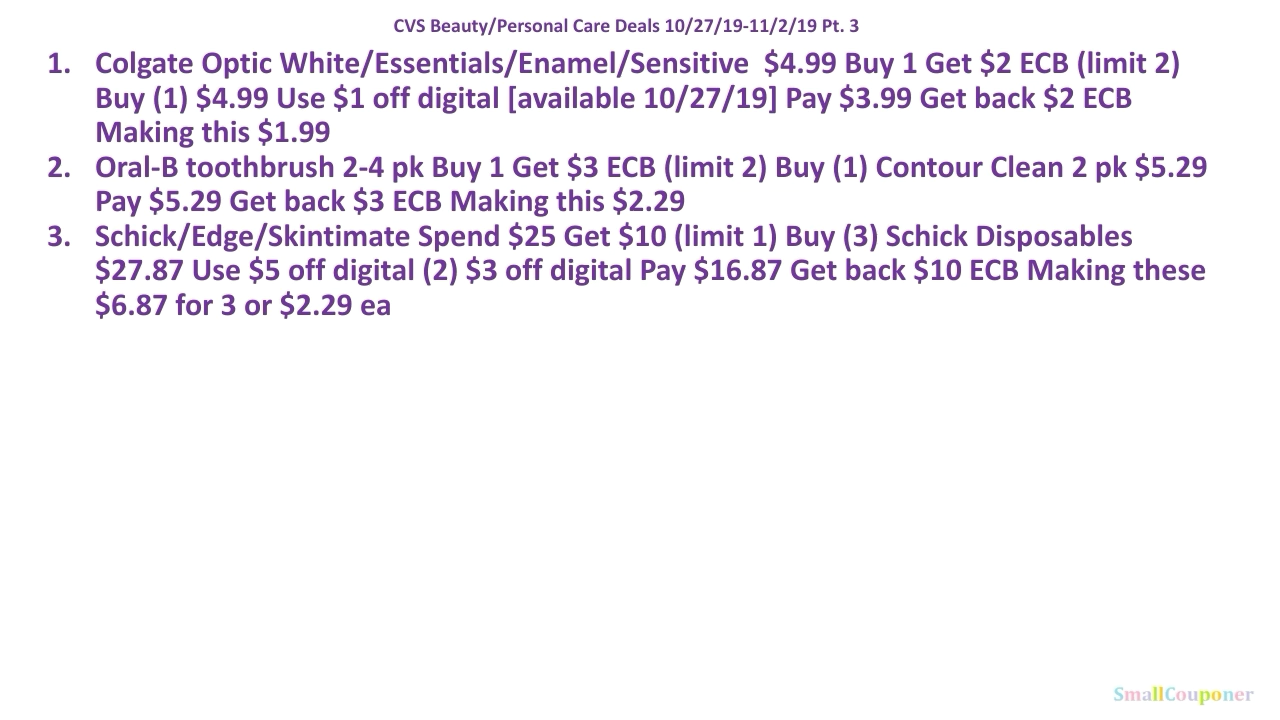 CVS Beauty/Personal Care Deals 10/27/19-11/2/19 Pt. 3
1. Colgate Optic White/Essentials/Enamel/Sensitive  $4.99 Buy 1 Get $2 ECB (limit 2)
Buy (1) $4.99 Use $1 off digital [available 10/27/19] Pay $3.99 Get back $2 ECB
Making this $1.99
2. Oral-B toothbrush 2-4 pk Buy 1 Get $3 ECB (limit 2) Buy (1) Contour Clean 2 pk $5.29
Pay $5.29 Get back $3 ECB Making this $2.29
3. Schick/Edge/Skintimate Spend $25 Get $10 (limit 1) Buy (3) Schick Disposables
$27.87 Use $5 off digital (2) $3 off digital Pay $16.87 Get back $10 ECB Making these
$6.87 for 3 or $2.29 ea
SmallCouponer